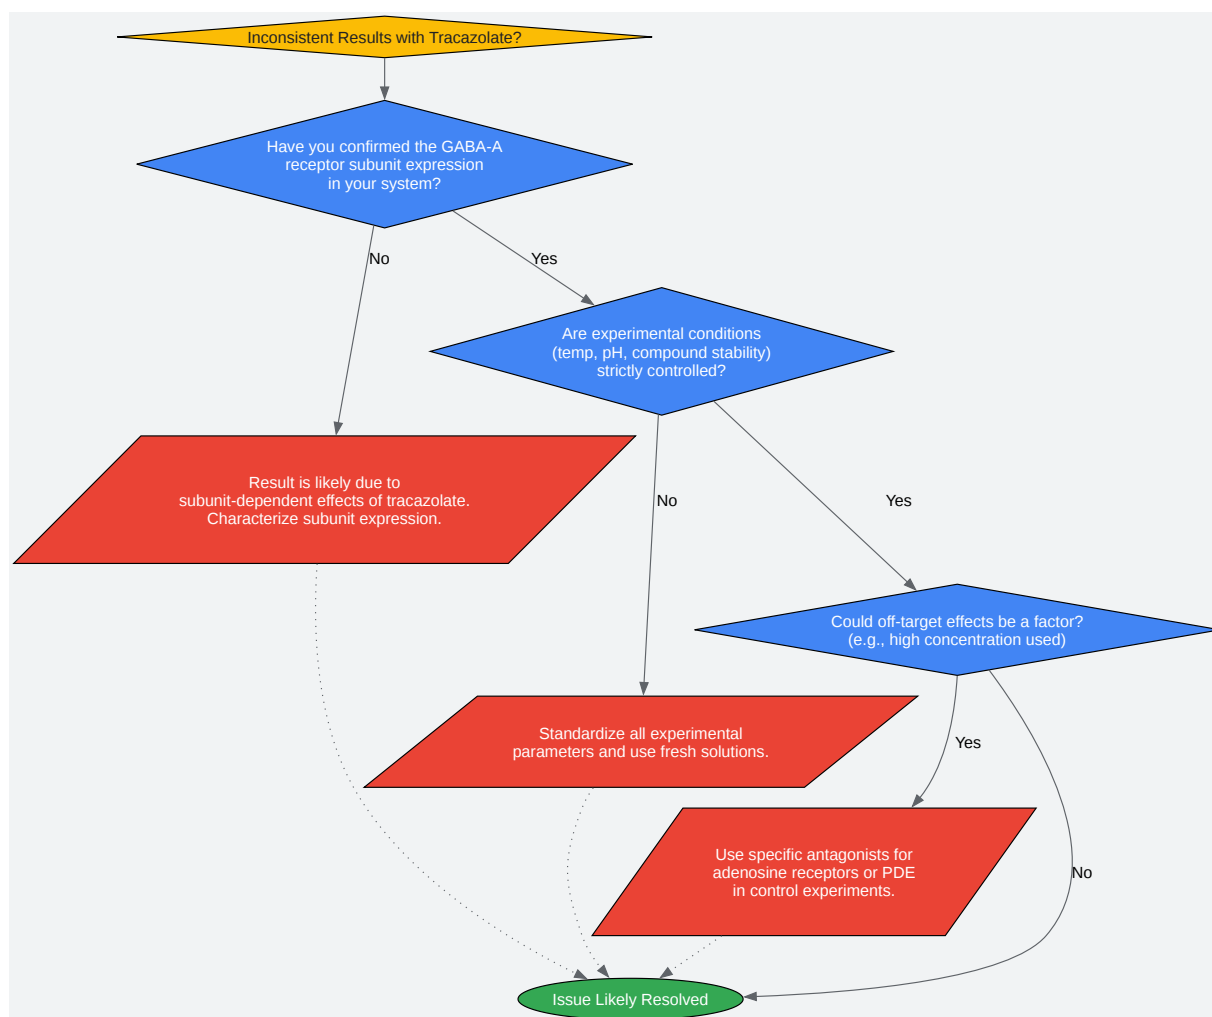 Inconsistent Results with Tracazolate?
Have you confirmed the GABA-A
receptor subunit expression
in your system?
No
Yes
Are experimental conditions
(temp, pH, compound stability)
strictly controlled?
Result is likely due to
subunit-dependent effects of tracazolate.
Characterize subunit expression.
No
Yes
Could off-target effects be a factor?
(e.g., high concentration used)
Standardize all experimental
parameters and use fresh solutions.
Yes
Use specific antagonists for
adenosine receptors or PDE
in control experiments.
No
Issue Likely Resolved